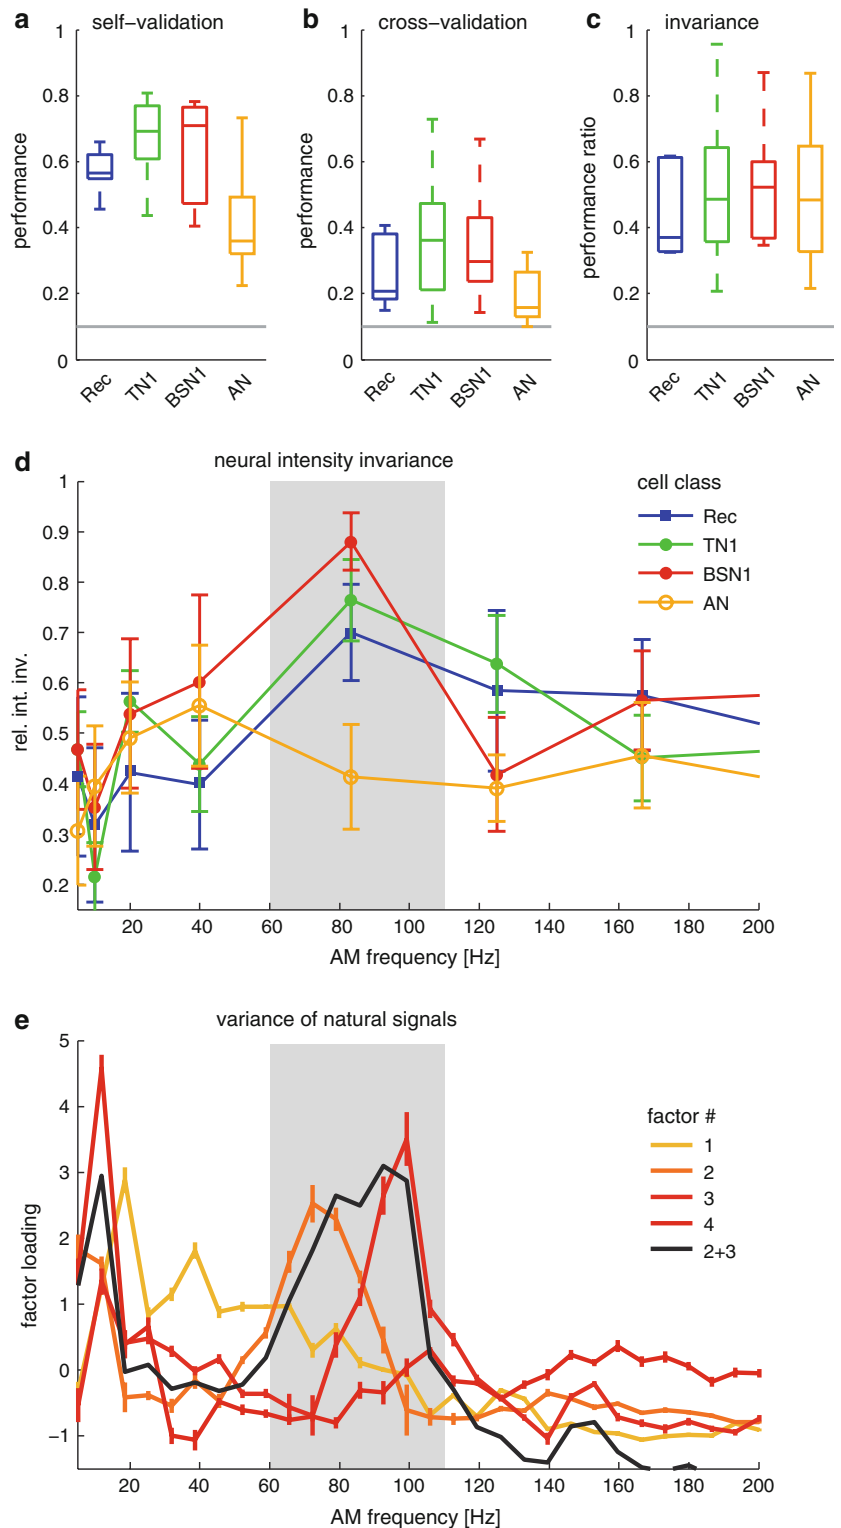 a self−validation
b cross−validation
c invariance
1
0.8
0.6
0.4
0.2
0
performance
Rec TN1 BSN1 AN
1
0.8
0.6
0.4
0.2
0
performance
Rec TN1 BSN1 AN
1
0.8
0.6
0.4
0.2
0
performance ratio
Rec TN1 BSN1 AN
d neural intensity invariance
1
0.9
0.8
0.7
0.6
0.5
0.4
0.3
0.2
rel. int. inv.
cell class
Rec
TN1
BSN1
AN
20 40 60 80 100 120 140 160 180 200
AM frequency [Hz]
e variance of natural signals
5
4
3
2
1
0
−1
factor loading
factor #
1
2
3
4
2+3
20 40 60 80 100 120 140 160 180 200
AM frequency [Hz]